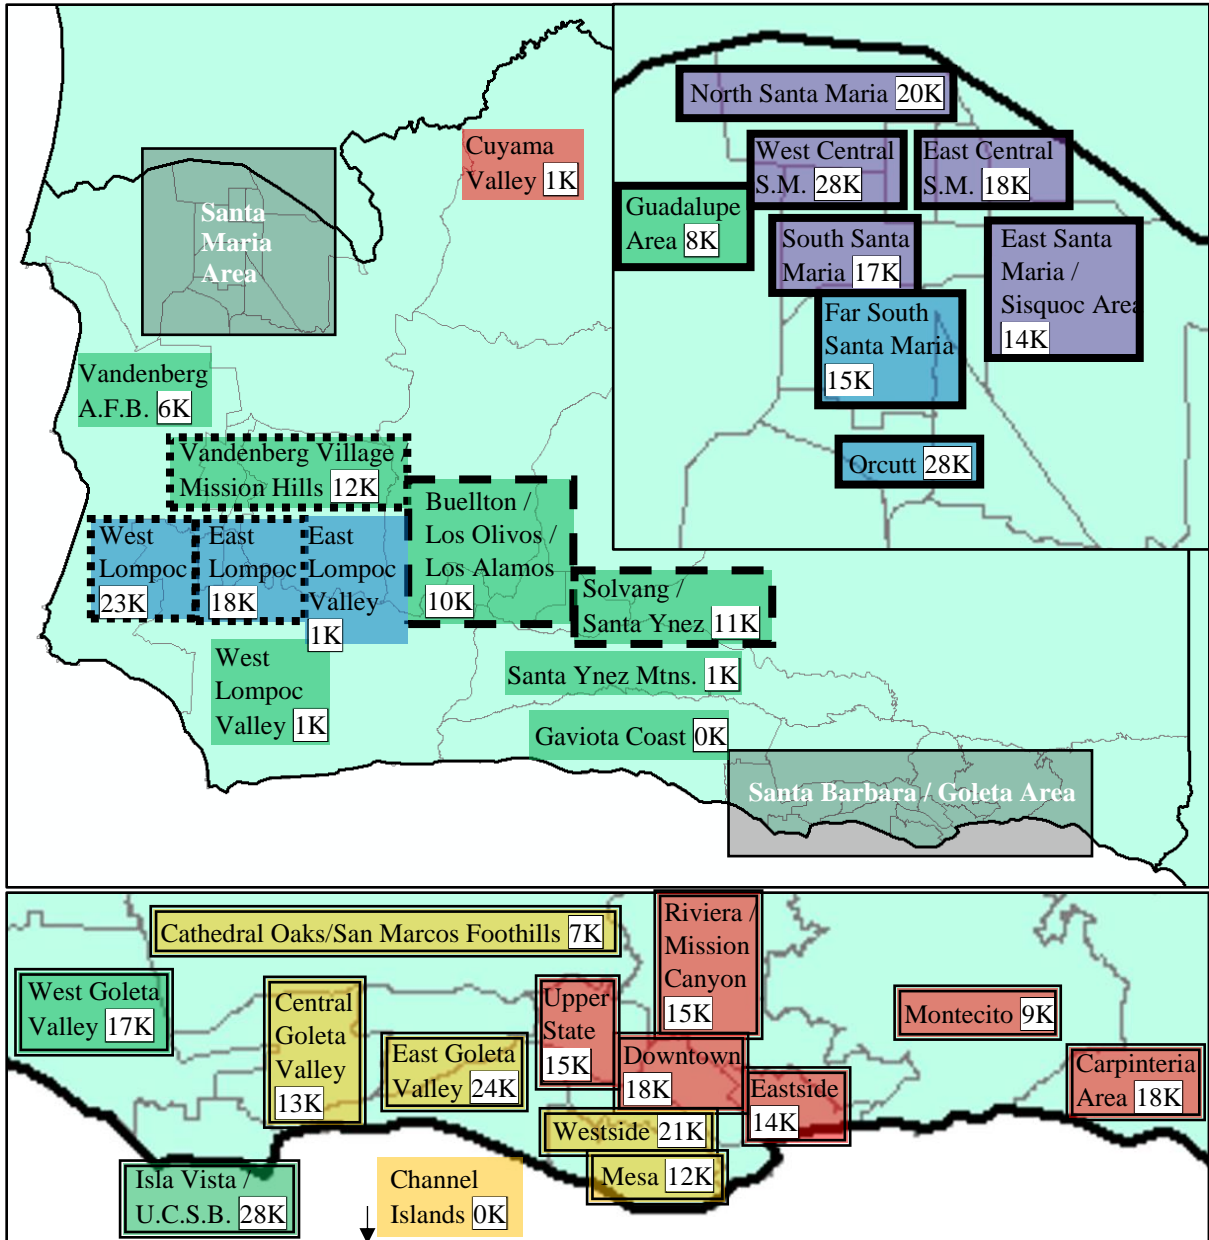 North Santa Maria 20K
West Central
S.M. 28K
East Central
S.M. 18K
Guadalupe
Area 8K
South Santa
Maria 17K
East Santa
Maria /
Sisquoc Area
14K
Far South
Santa Maria
15K
Orcutt 28K
Cuyama
Valley 1K
Santa
Maria
Area
Vandenberg
A.F.B. 6K
Vandenberg Village /
Mission Hills 12K
West
Lompoc
23K
East
Lompoc
18K
East
Lompoc
Valley
1K
Buellton /
Los Olivos /
Los Alamos
10K
Solvang /
Santa Ynez 11K
West
Lompoc
Valley 1K
Santa Ynez Mtns. 1K
Gaviota Coast 0K
Santa Barbara / Goleta Area
Cathedral Oaks/San Marcos Foothills 7K
Riviera /
Mission
Canyon
15K
West Goleta
Valley 17K
Central
Goleta
Valley
13K
East Goleta
Valley 24K
Upper
State
15K
Downtown
18K
Eastside
14K
Montecito 9K
Carpinteria
Area 18K
Westside 21K
Mesa 12K
Isla Vista /
U.C.S.B. 28K
Channel
Islands 0K